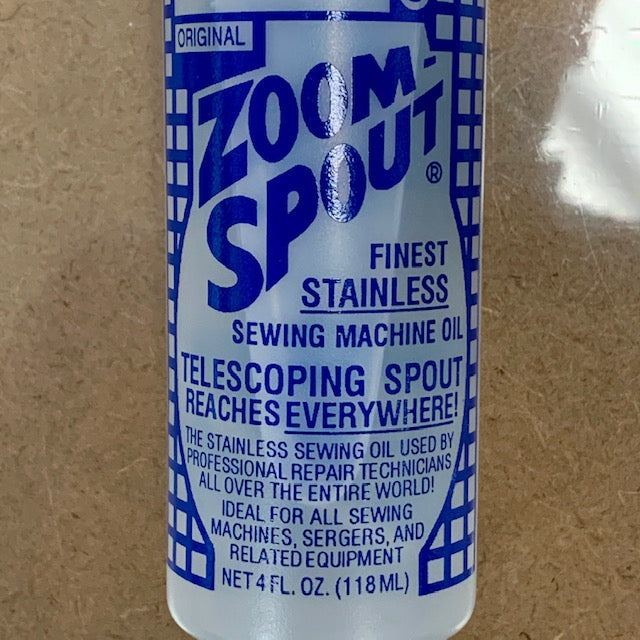 ORIGINAL
ZOOM-
SPOUT®
FINEST
STAINLESS
SEWING MACHINE OIL
TELESCOPING SPOUT
REACHES EVERYWHERE!
THE STAINLESS SEWING OIL USED BY
PROFESSIONAL REPAIR TECHNICIANS
ALL OVER THE ENTIRE WORLD!
IDEAL FOR ALL SEWING
MACHINES, SERGERS, AND
RELATED EQUIPMENT
NET 4 FL. OZ. (118 ML)